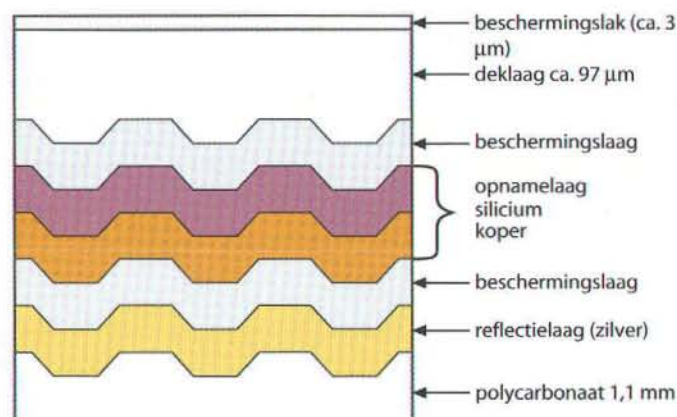 beschermingslak (ca. 3
μm)
deklaag ca. 97 μm
beschermingslaag
opnamelaag
silicium
koper
beschermingslaag
reflectielaag (zilver)
polycarbonaat 1,1 mm